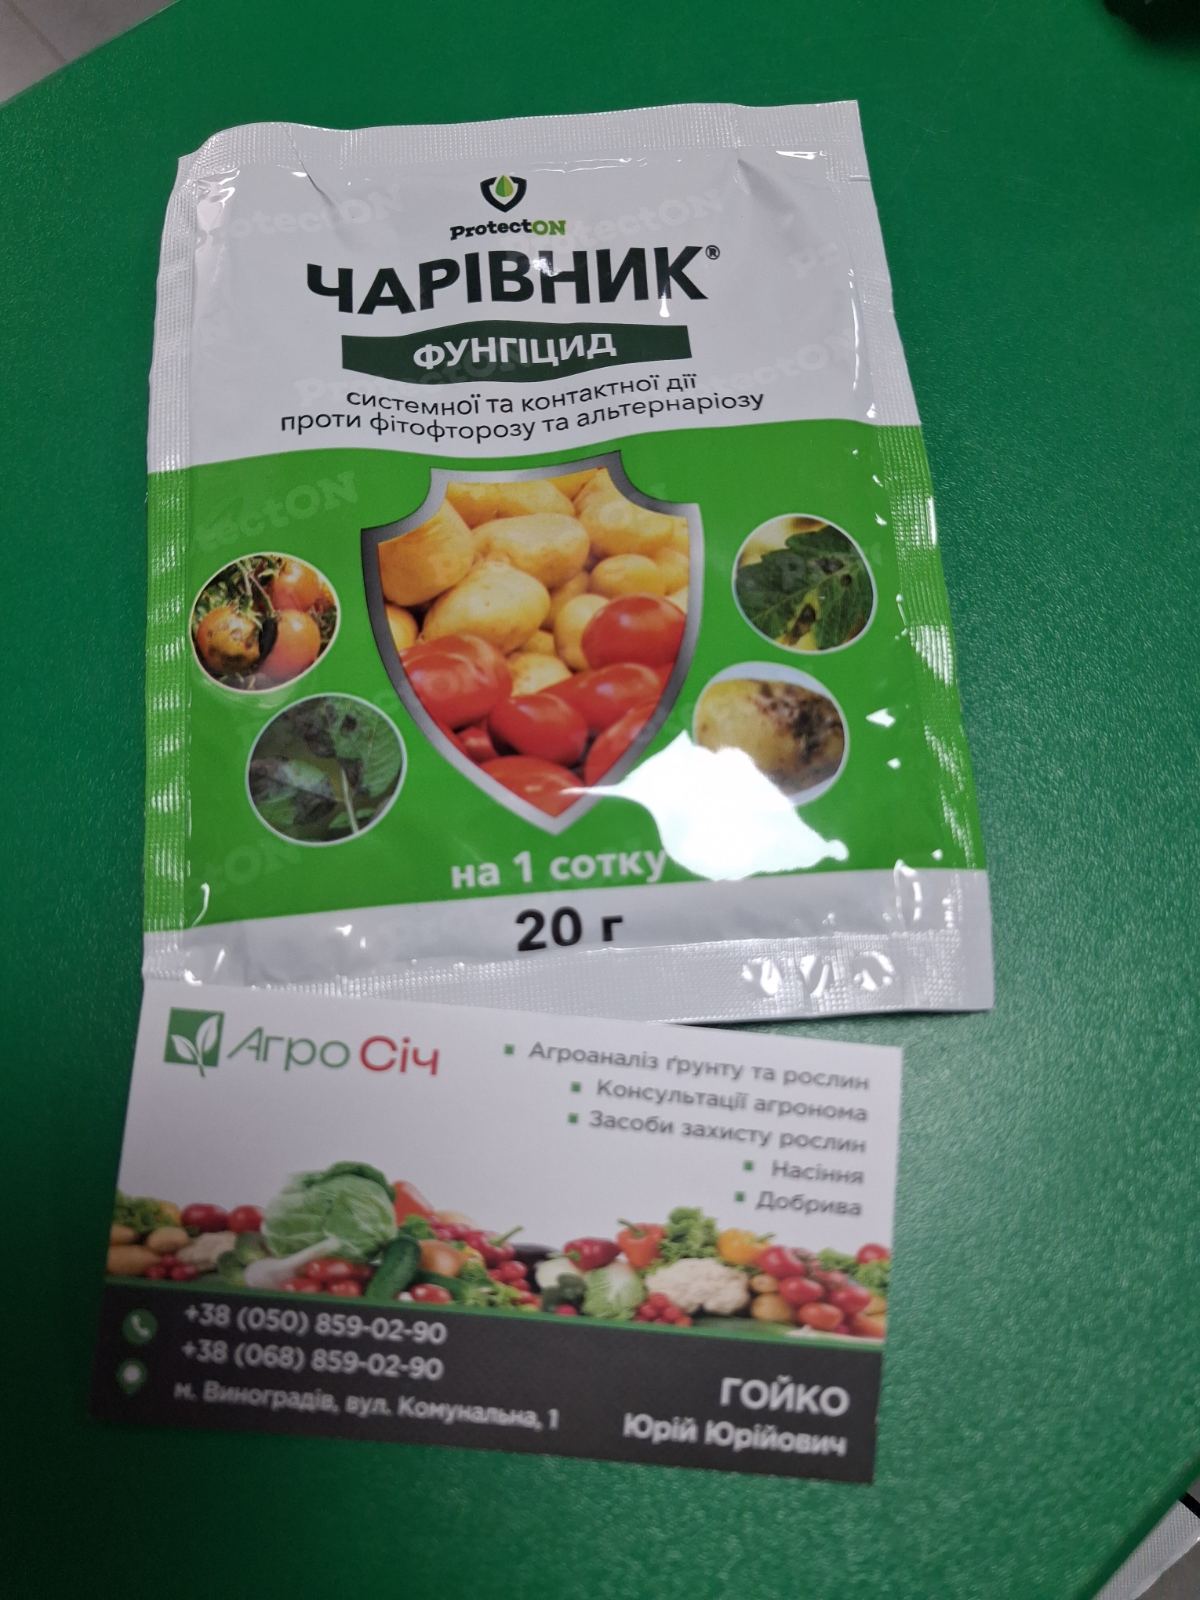 ProtectON
ЧАРІВНИК®
ФУНГІЦИД
системної та контактної дії
проти фітофторозу та альтернаріозу
на 1 сотку
20 г
Агро Січ
▪ Агроаналіз ґрунту та рослин
▪ Консультації агронома
▪ Засоби захисту рослин
▪ Насіння
▪ Добрива
+38 (050) 859-02-90
+38 (068) 859-02-90
м. Виноградів, вул. Комунальна, 1
ГОЙКО
Юрій Юрійович